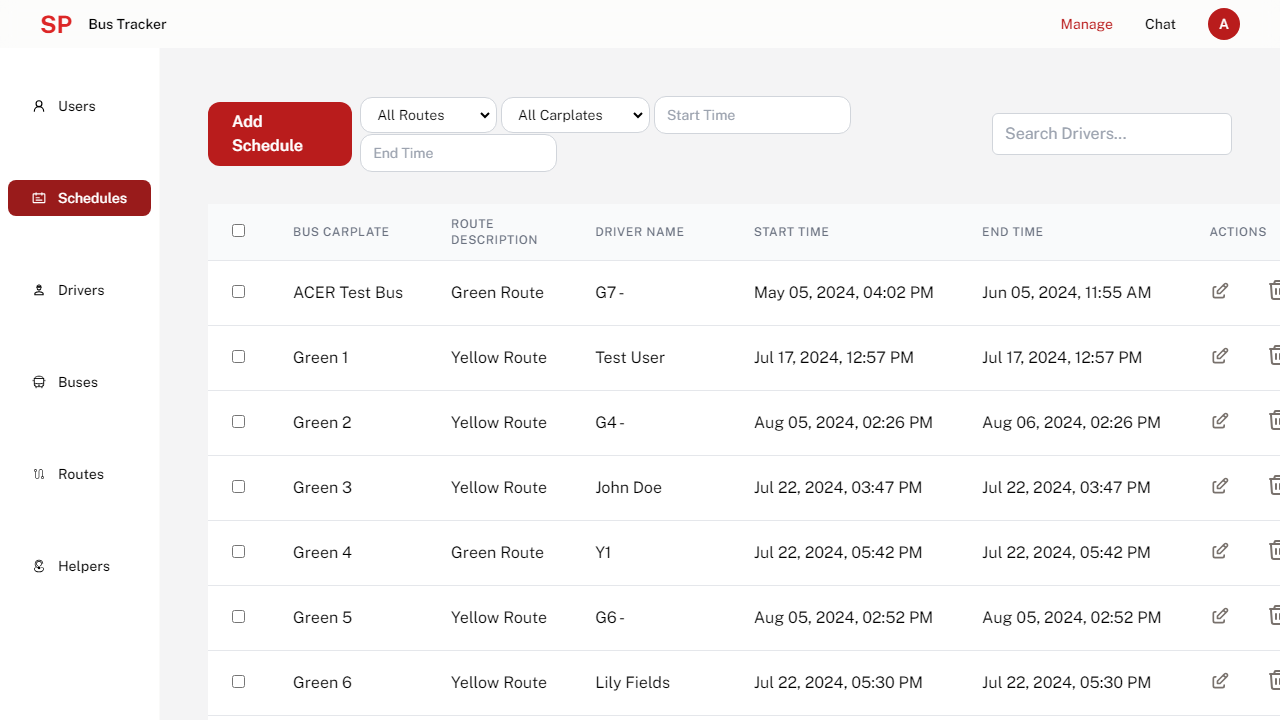 SP Bus Tracker Manage Chat A
Users
Schedules
Drivers
Buses
Routes
Helpers
Add Schedule
All Routes All Carplates Start Time
End Time
Search Drivers...
BUS CARPLATE ROUTE DESCRIPTION DRIVER NAME START TIME END TIME ACTIONS
ACER Test Bus Green Route G7 - May 05, 2024, 04:02 PM Jun 05, 2024, 11:55 AM
Green 1 Yellow Route Test User Jul 17, 2024, 12:57 PM Jul 17, 2024, 12:57 PM
Green 2 Yellow Route G4 - Aug 05, 2024, 02:26 PM Aug 06, 2024, 02:26 PM
Green 3 Yellow Route John Doe Jul 22, 2024, 03:47 PM Jul 22, 2024, 03:47 PM
Green 4 Green Route Y1 Jul 22, 2024, 05:42 PM Jul 22, 2024, 05:42 PM
Green 5 Yellow Route G6 - Aug 05, 2024, 02:52 PM Aug 05, 2024, 02:52 PM
Green 6 Yellow Route Lily Fields Jul 22, 2024, 05:30 PM Jul 22, 2024, 05:30 PM